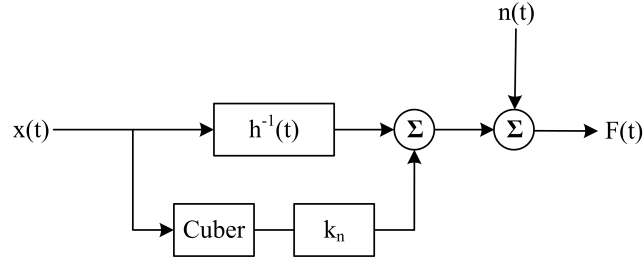 n(t)
x(t)
h⁻¹(t)
Σ
Σ
F(t)
Cuber
kₙ